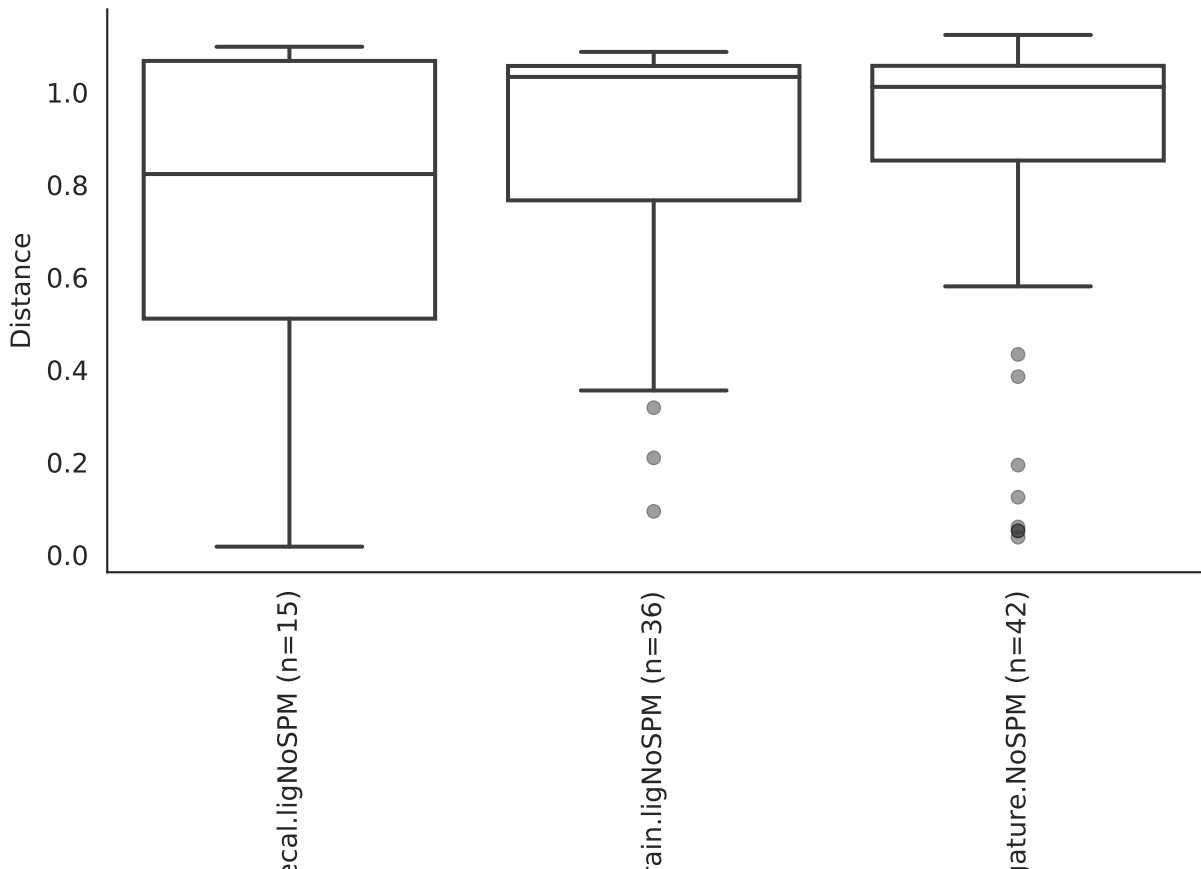 1.0
0.8
0.6
0.4
0.2
0.0
Distance
ecal.ligNoSPM (n=15)
rain.ligNoSPM (n=36)
gature.NoSPM (n=42)